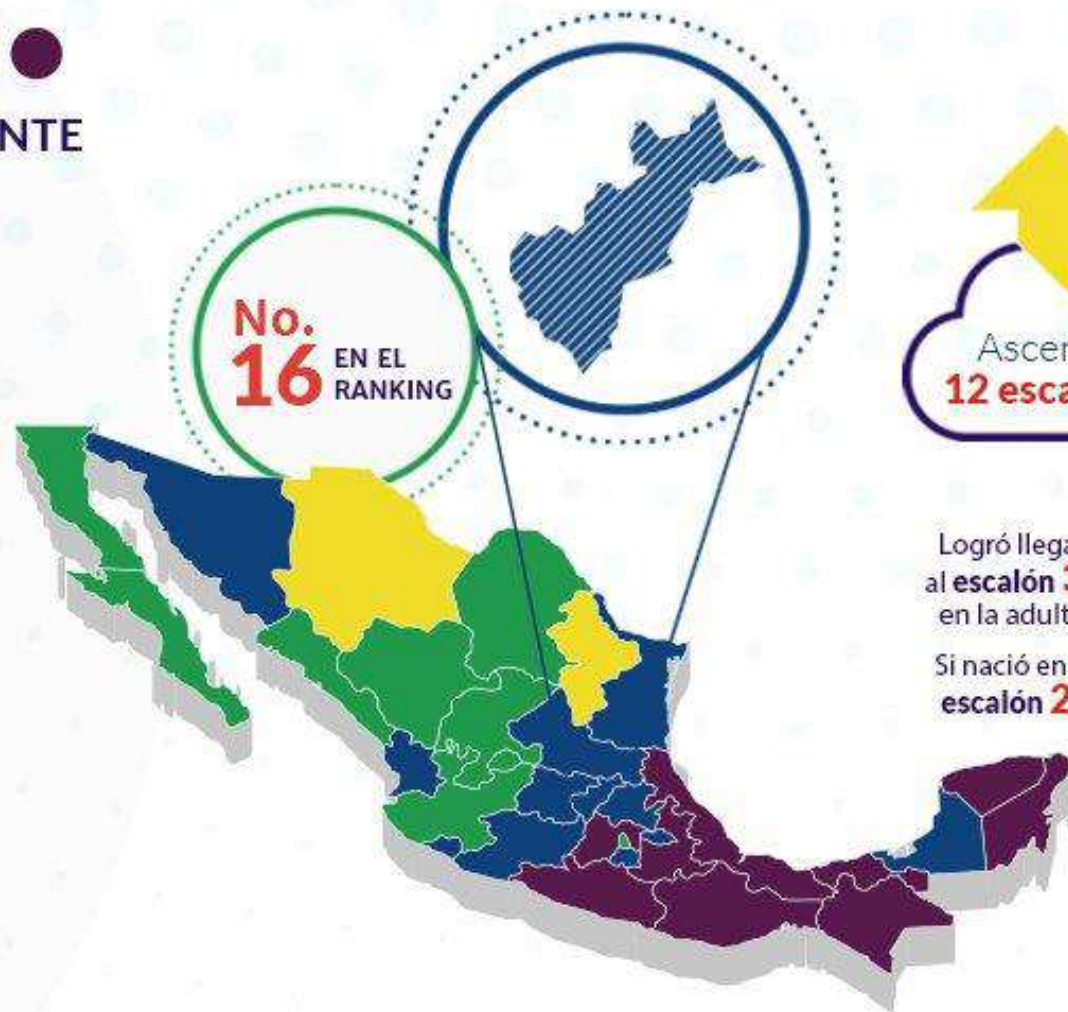 NTE
No.
16 EN EL
RANKING
Ascen
12 esca
Logró llega
al escalón 3
en la adult
Si nació en
escalón 2